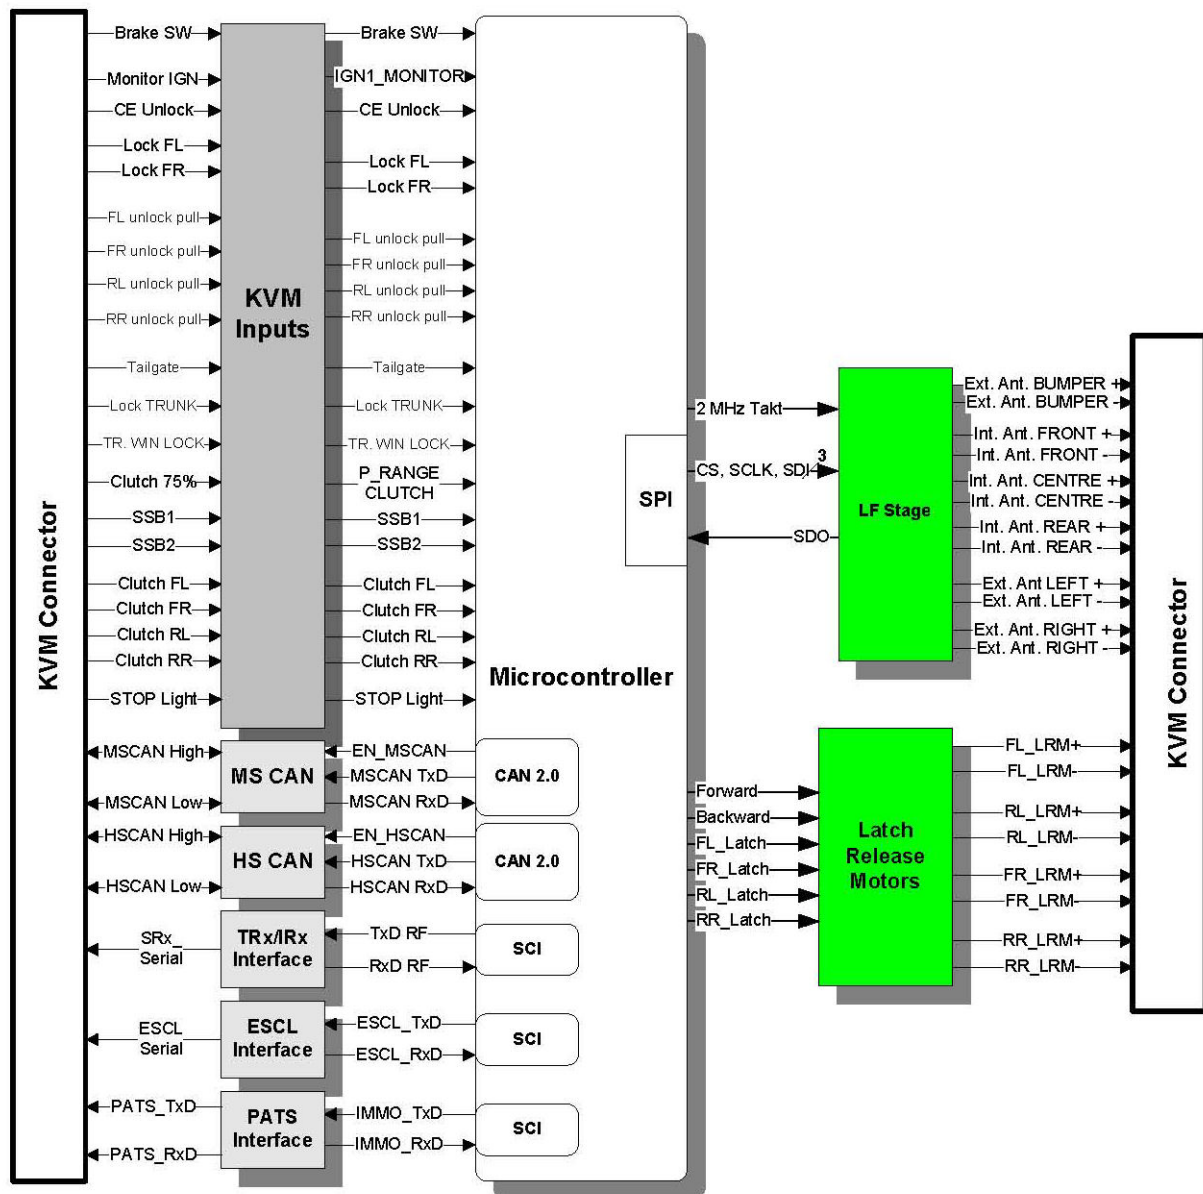 KVM Connector
Brake SW
Monitor IGN
CE Unlock
Lock FL
Lock FR
FL unlock pull
FR unlock pull
RL unlock pull
RR unlock pull
Tailgate
Lock TRUNK
TR. WIN LOCK
Clutch 75%
SSB1
SSB2
Clutch FL
Clutch FR
Clutch RL
Clutch RR
STOP Light
MSCAN High
MSCAN Low
HSCAN High
HSCAN Low
SRx_
Serial
ESCL
Serial
PATS_TxD
PATS_RxD
KVM
Inputs
MS CAN
HS CAN
TRx/IRx
Interface
ESCL
Interface
PATS
Interface
Brake SW
IGN1_MONITOR
CE Unlock
Lock FL
Lock FR
FL unlock pull
FR unlock pull
RL unlock pull
RR unlock pull
Tailgate
Lock TRUNK
TR. WIN LOCK
P_RANGE
CLUTCH
SSB1
SSB2
Clutch FL
Clutch FR
Clutch RL
Clutch RR
STOP Light
EN_MSCAN
MSCAN TxD
MSCAN RxD
EN_HSCAN
HSCAN TxD
HSCAN RxD
TxD RF
RxD RF
ESCL_TxD
ESCL_RxD
IMMO_TxD
IMMO_RxD
Microcontroller
SPI
CAN 2.0
CAN 2.0
SCI
SCI
SCI
2 MHz Takt
3
CS, SCLK, SDI
SDO
Forward
Backward
FL_Latch
FR_Latch
RL_Latch
RR_Latch
LF Stage
Latch
Release
Motors
Ext. Ant. BUMPER +
Ext. Ant. BUMPER -
Int. Ant. FRONT +
Int. Ant. FRONT -
Int. Ant. CENTRE +
Int. Ant. CENTRE -
Int. Ant. REAR +
Int. Ant. REAR -
Ext. Ant LEFT +
Ext. Ant. LEFT -
Ext. Ant. RIGHT +
Ext. Ant. RIGHT -
FL_LRM+
FL_LRM-
RL_LRM+
RL_LRM-
FR_LRM+
FR_LRM-
RR_LRM+
RR_LRM-
KVM Connector